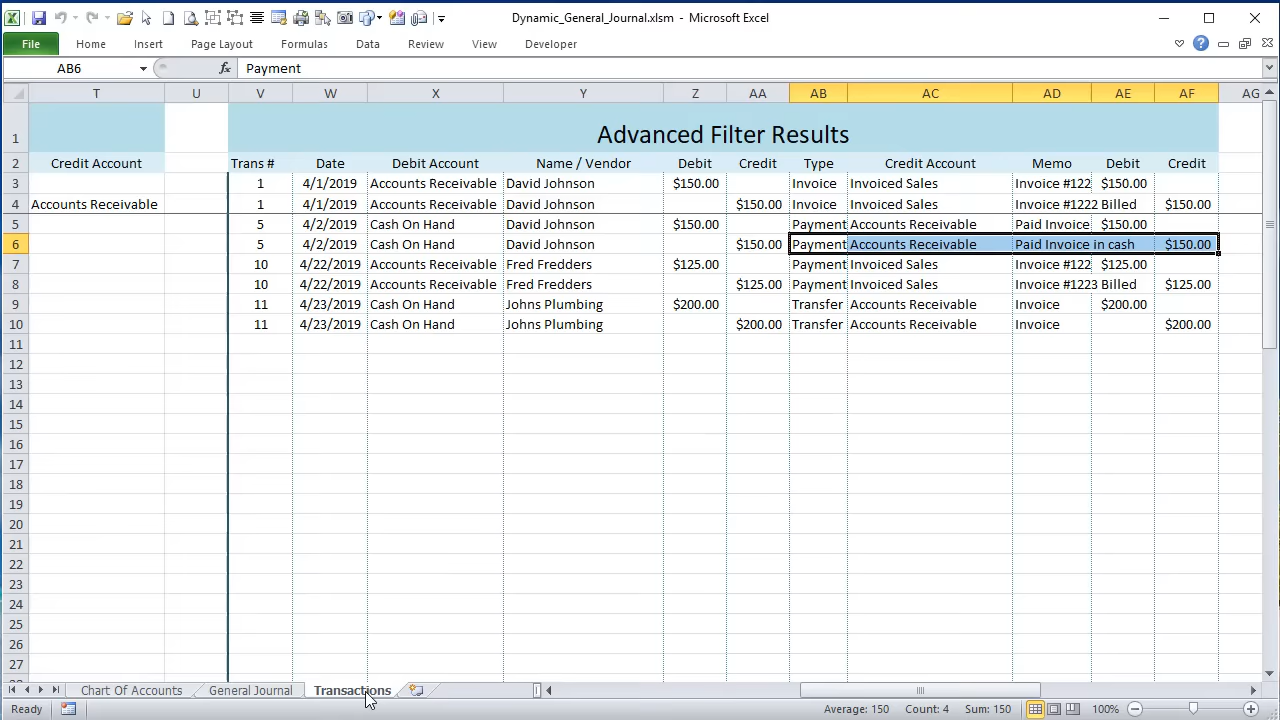 Dynamic_General_Journal.xlsm - Microsoft Excel
File Home Insert Page Layout Formulas Data Review View Developer
AB6 fx Payment
T U V W X Y Z AA AB AC AD AE AF AG
1 Advanced Filter Results
2 Credit Account Trans # Date Debit Account Name / Vendor Debit Credit Type Credit Account Memo Debit Credit
3 1 4/1/2019 Accounts Receivable David Johnson $150.00 Invoice Invoiced Sales Invoice #122 $150.00
4 Accounts Receivable 1 4/1/2019 Accounts Receivable David Johnson $150.00 Invoice Invoiced Sales Invoice #1222 Billed $150.00
5 5 4/2/2019 Cash On Hand David Johnson $150.00 Payment Accounts Receivable Paid Invoice $150.00
6 5 4/2/2019 Cash On Hand David Johnson $150.00 Payment Accounts Receivable Paid Invoice in cash $150.00
7 10 4/22/2019 Accounts Receivable Fred Fredders $125.00 Payment Invoiced Sales Invoice #122 $125.00
8 10 4/22/2019 Accounts Receivable Fred Fredders $125.00 Payment Invoiced Sales Invoice #1223 Billed $125.00
9 11 4/23/2019 Cash On Hand Johns Plumbing $200.00 Transfer Accounts Receivable Invoice $200.00
10 11 4/23/2019 Cash On Hand Johns Plumbing $200.00 Transfer Accounts Receivable Invoice $200.00
11
12
13
14
15
16
17
18
19
20
21
22
23
24
25
26
27
Chart Of Accounts General Journal Transactions
Ready Average: 150 Count: 4 Sum: 150 100%